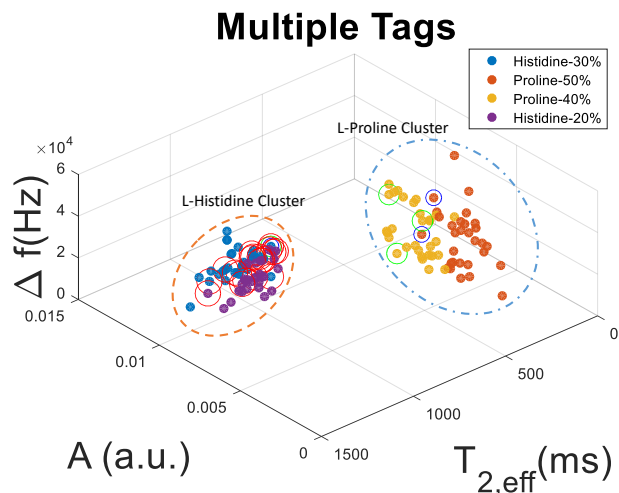 Multiple Tags
Histidine-30%
Proline-50%
Proline-40%
Histidine-20%
L-Proline Cluster
L-Histidine Cluster
×10⁴
6
4
2
0
Δ f(Hz)
0.015
0.01
0.005
0
A (a.u.)
1500
1000
500
0
T2,eff(ms)